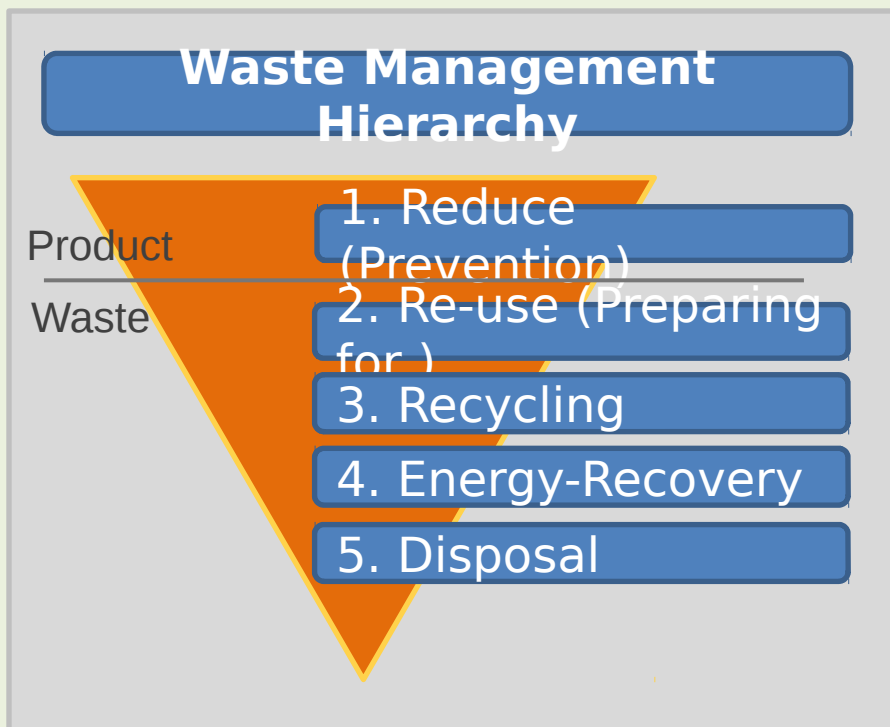 Waste Management
Hierarchy
1. Reduce
(Prevention)
Product
Waste
2. Re-use (Preparing
for )
3. Recycling
4. Energy-Recovery
5. Disposal